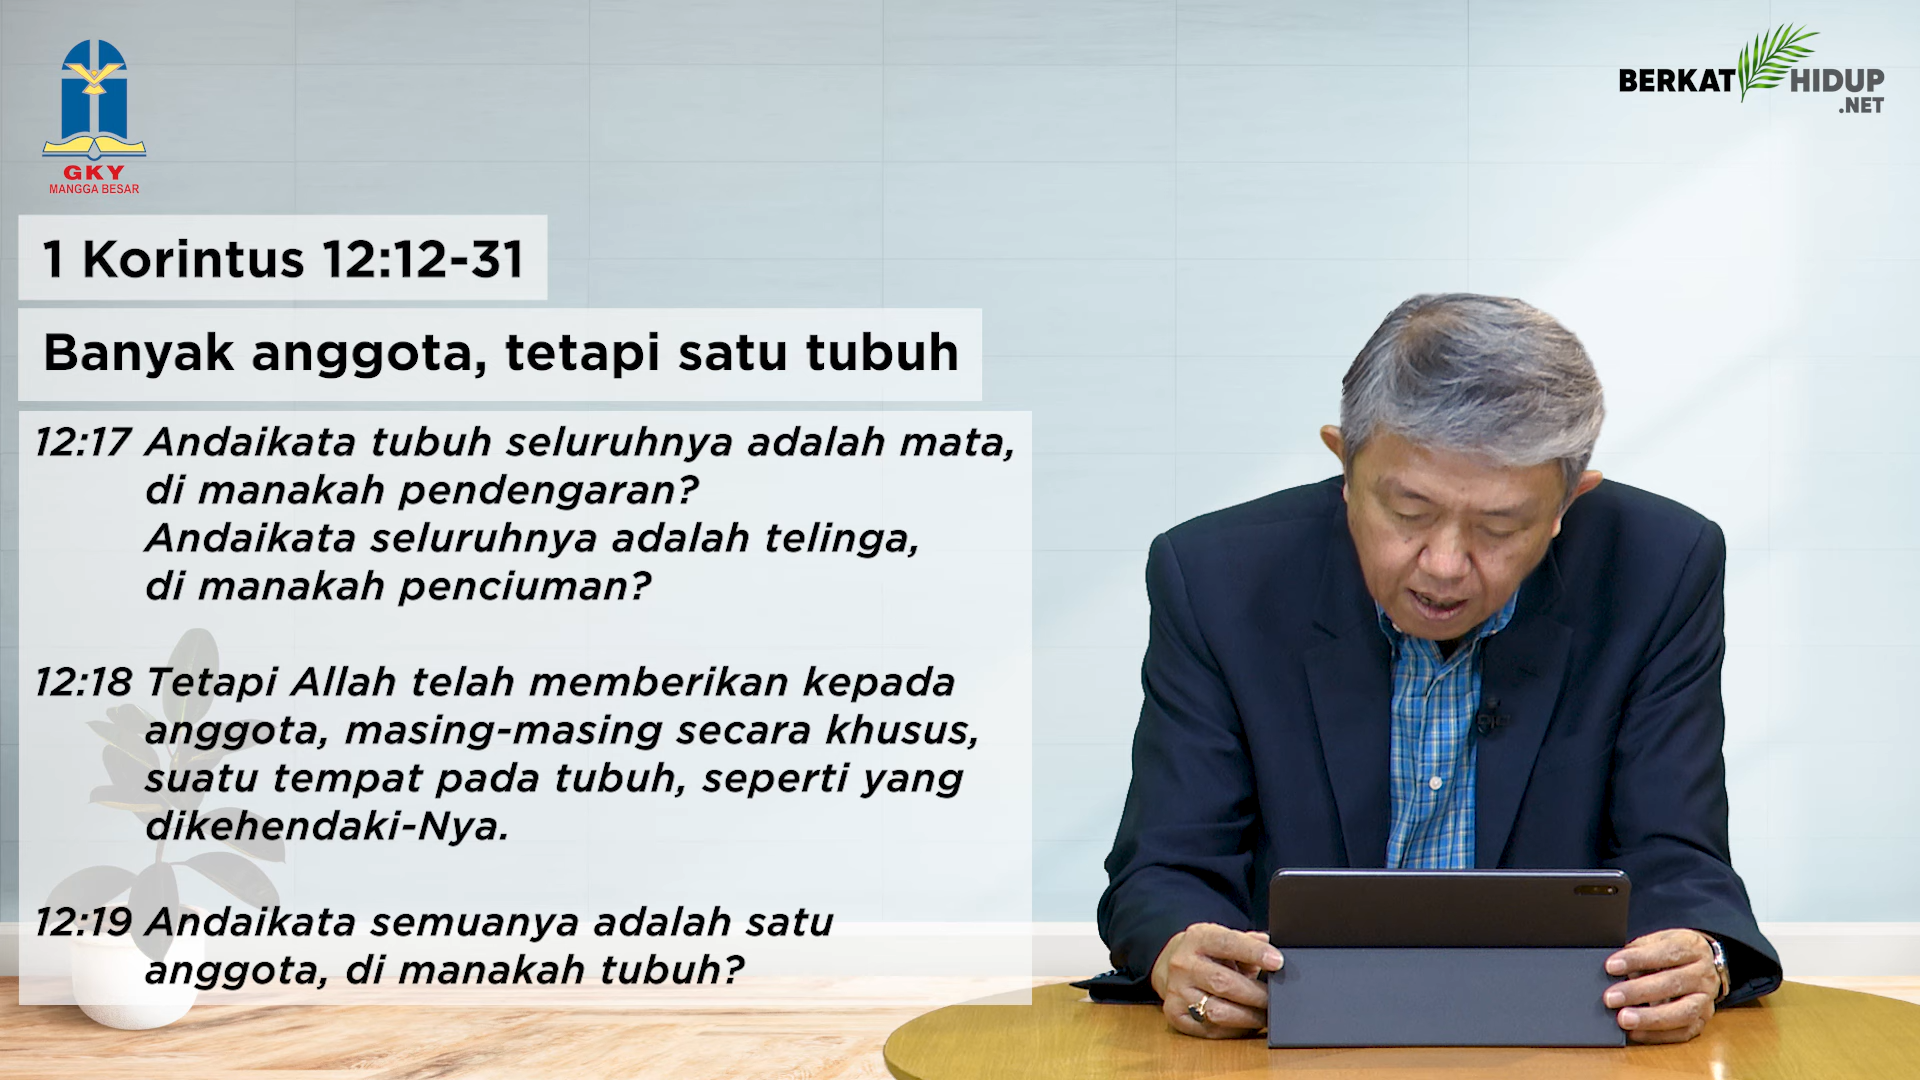 GKY
MANGGA BESAR
BERKAT HIDUP
.NET
1 Korintus 12:12-31
Banyak anggota, tetapi satu tubuh
12:17 Andaikata tubuh seluruhnya adalah mata,
di manakah pendengaran?
Andaikata seluruhnya adalah telinga,
di manakah penciuman?
12:18 Tetapi Allah telah memberikan kepada
anggota, masing-masing secara khusus,
suatu tempat pada tubuh, seperti yang
dikehendaki-Nya.
12:19 Andaikata semuanya adalah satu
anggota, di manakah tubuh?